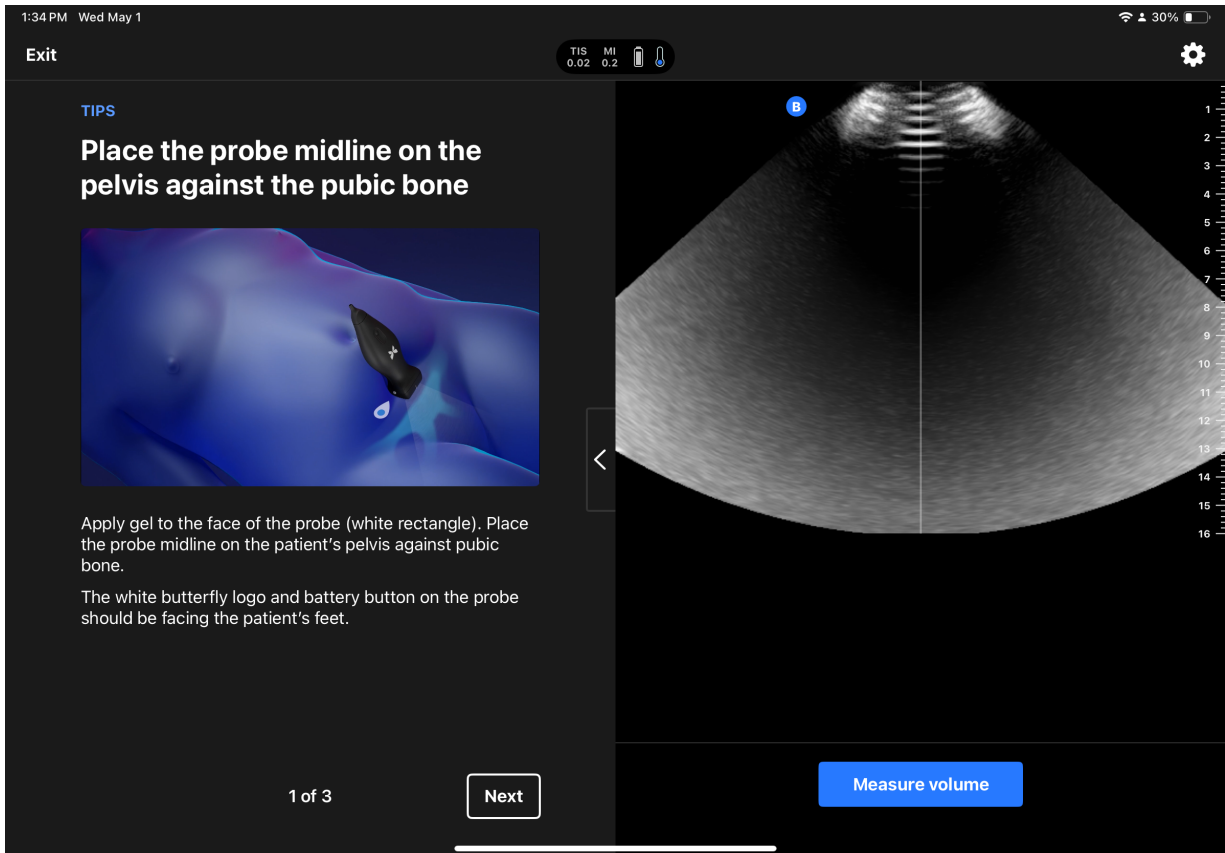 1:34 PM Wed May 1
30%
Exit
TIS MI
0.02 0.2
TIPS
Place the probe midline on the
pelvis against the pubic bone
Apply gel to the face of the probe (white rectangle). Place
the probe midline on the patient's pelvis against pubic
bone.
The white butterfly logo and battery button on the probe
should be facing the patient's feet.
1 of 3
Next
B
1
2
3
4
5
6
7
8
9
10
11
12
13
14
15
16
Measure volume